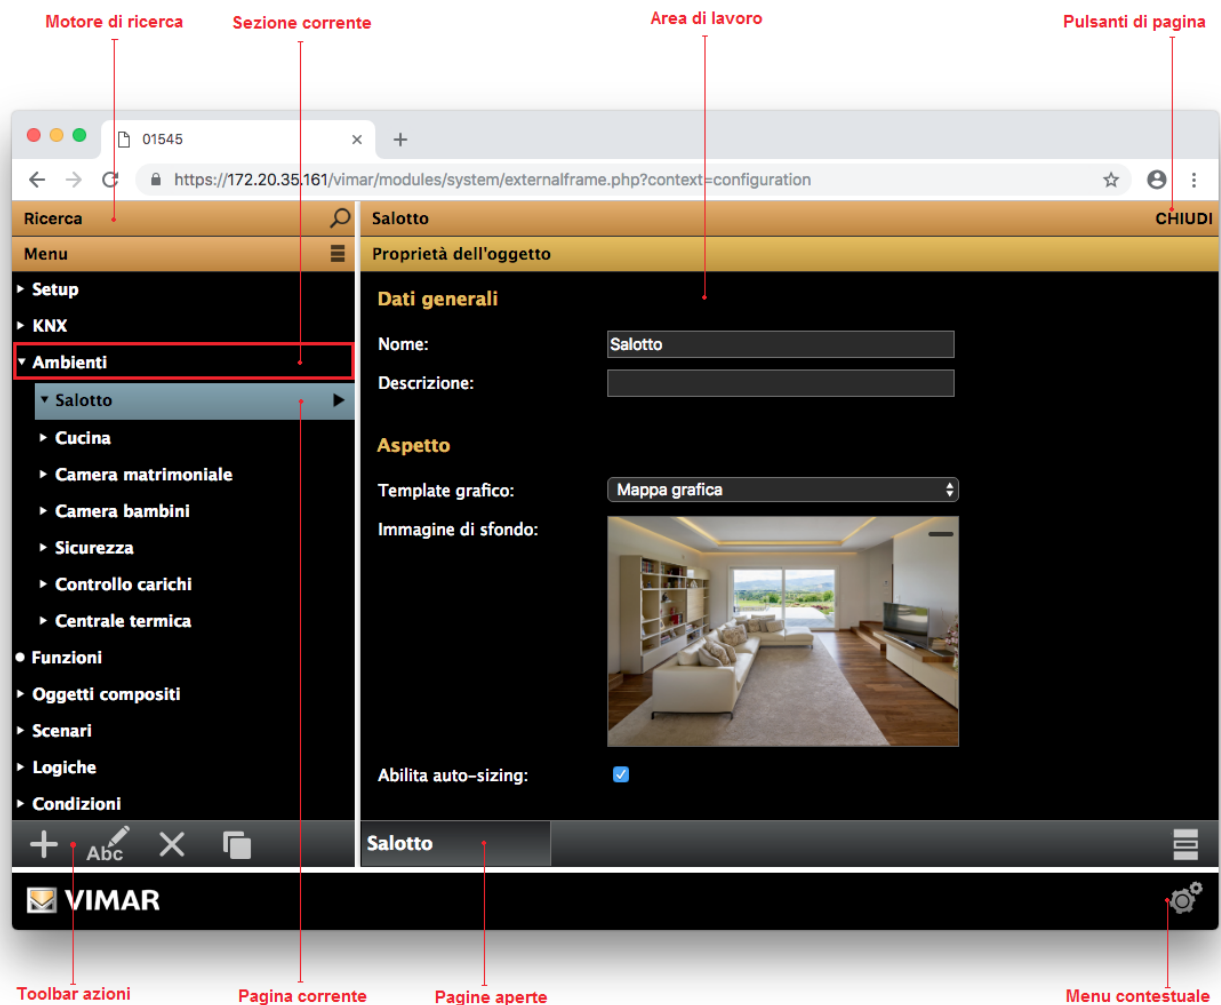 Motore di ricerca
Sezione corrente
Area di lavoro
Pulsanti di pagina
01545
https://172.20.35.161/vimar/modules/system/externalframe.php?context=configuration
Ricerca
Salotto
CHIUDI
Menu
Proprietà dell'oggetto
Setup
Dati generali
KNX
Nome:
Salotto
Ambienti
Descrizione:
Salotto
Cucina
Aspetto
Camera matrimoniale
Template grafico:
Mappa grafica
Camera bambini
Immagine di sfondo:
Sicurezza
Controllo carichi
Centrale termica
Funzioni
Oggetti compositi
Scenari
Logiche
Abilita auto-sizing:
Condizioni
Abc
Salotto
VIMAR
Toolbar azioni
Pagina corrente
Pagine aperte
Menu contestuale